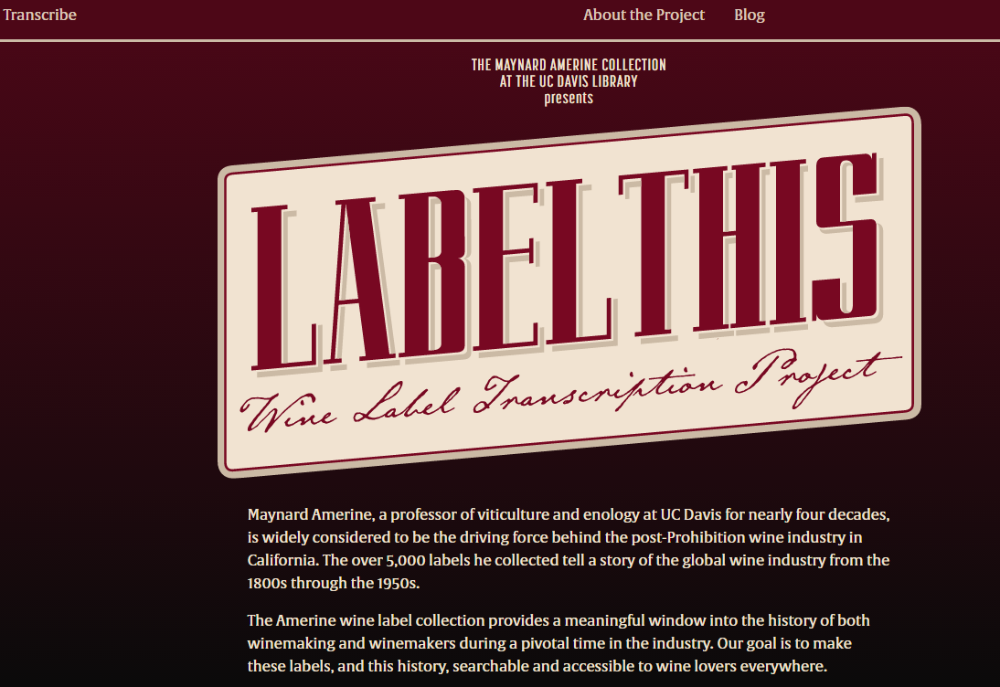 Transcribe
About the Project
Blog
THE MAYNARD AMERINE COLLECTION
AT THE UC DAVIS LIBRARY
presents
LABEL THIS
Wine Label Transcription Project
Maynard Amerine, a professor of viticulture and enology at UC Davis for nearly four decades,
is widely considered to be the driving force behind the post-Prohibition wine industry in
California. The over 5,000 labels he collected tell a story of the global wine industry from the
1800s through the 1950s.
The Amerine wine label collection provides a meaningful window into the history of both
winemaking and winemakers during a pivotal time in the industry. Our goal is to make
these labels, and this history, searchable and accessible to wine lovers everywhere.